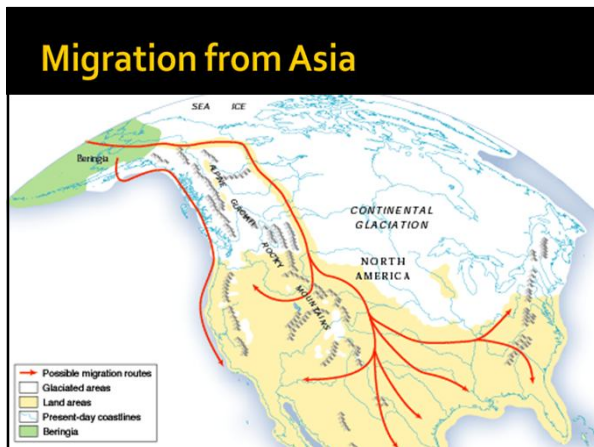 Migration from Asia
SEA ICE
Beringia
ALPINE GLACIERS
CONTINENTAL
GLACIATION
NORTH
AMERICA
ROCKY MOUNTAINS
Possible migration routes
Glaciated areas
Land areas
Present-day coastlines
Beringia